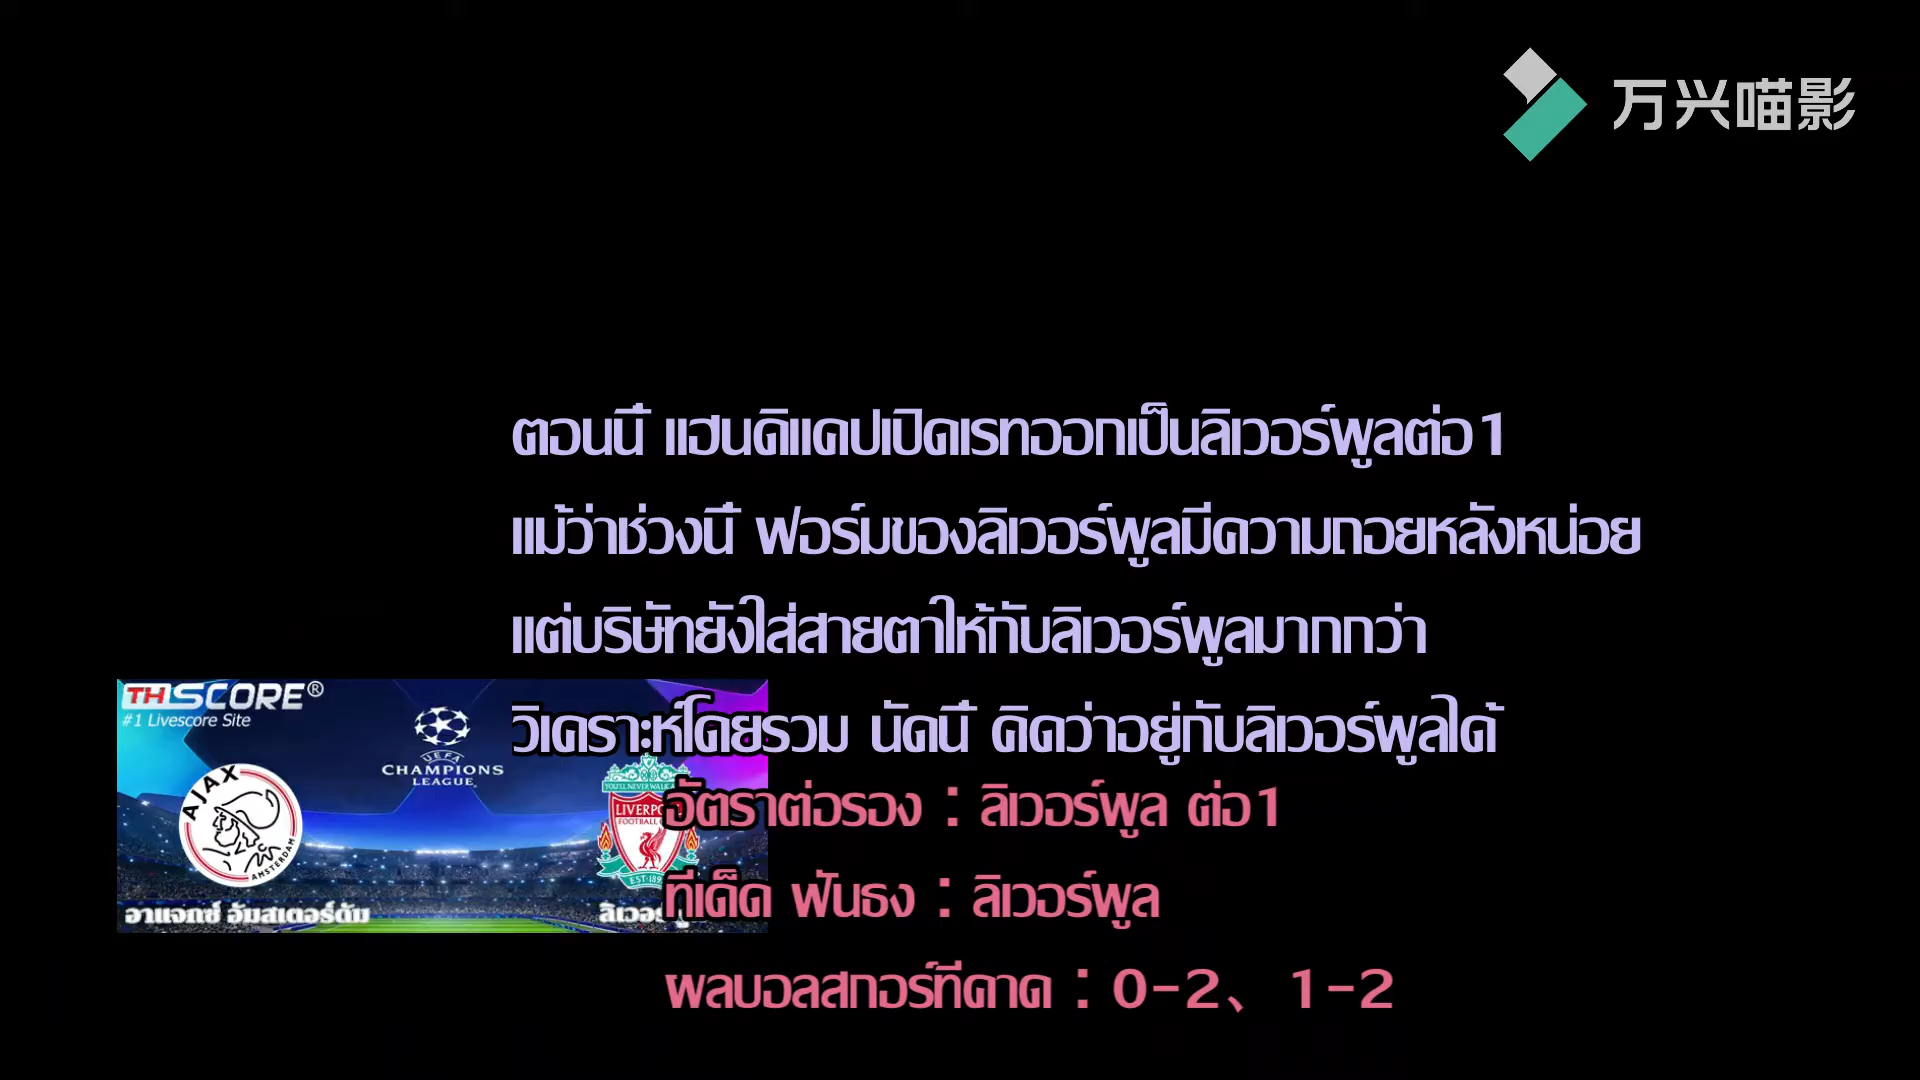 万兴喵影
ตอนนี้ แฮนดิแคปเปิดเรทออกเป็นลิเวอร์พูลต่อ1
แม้ว่าช่วงนี้ ฟอร์มของลิเวอร์พูลมีความถอยหลังหน่อย
แต่บริษัทยังใส่สายตาให้กับลิเวอร์พูลมากกว่า
วิเคราะห์โดยรวม นัดนี้ คิดว่าอยู่กับลิเวอร์พูลได้
THSCORE®
#1 Livescore Site
UEFA
CHAMPIONS
LEAGUE
AJAX
AMSTERDAM
YOU'LL NEVER WALK
LIVERPO
FOOTBALL
EST·189
อาแจกซ์ อัมสเตอร์ดัม
อัตราต่อรอง : ลิเวอร์พูล ต่อ1
ทีเด็ด ฟันธง : ลิเวอร์พูล
ผลบอลสกอร์ที่คาด : 0-2、1-2